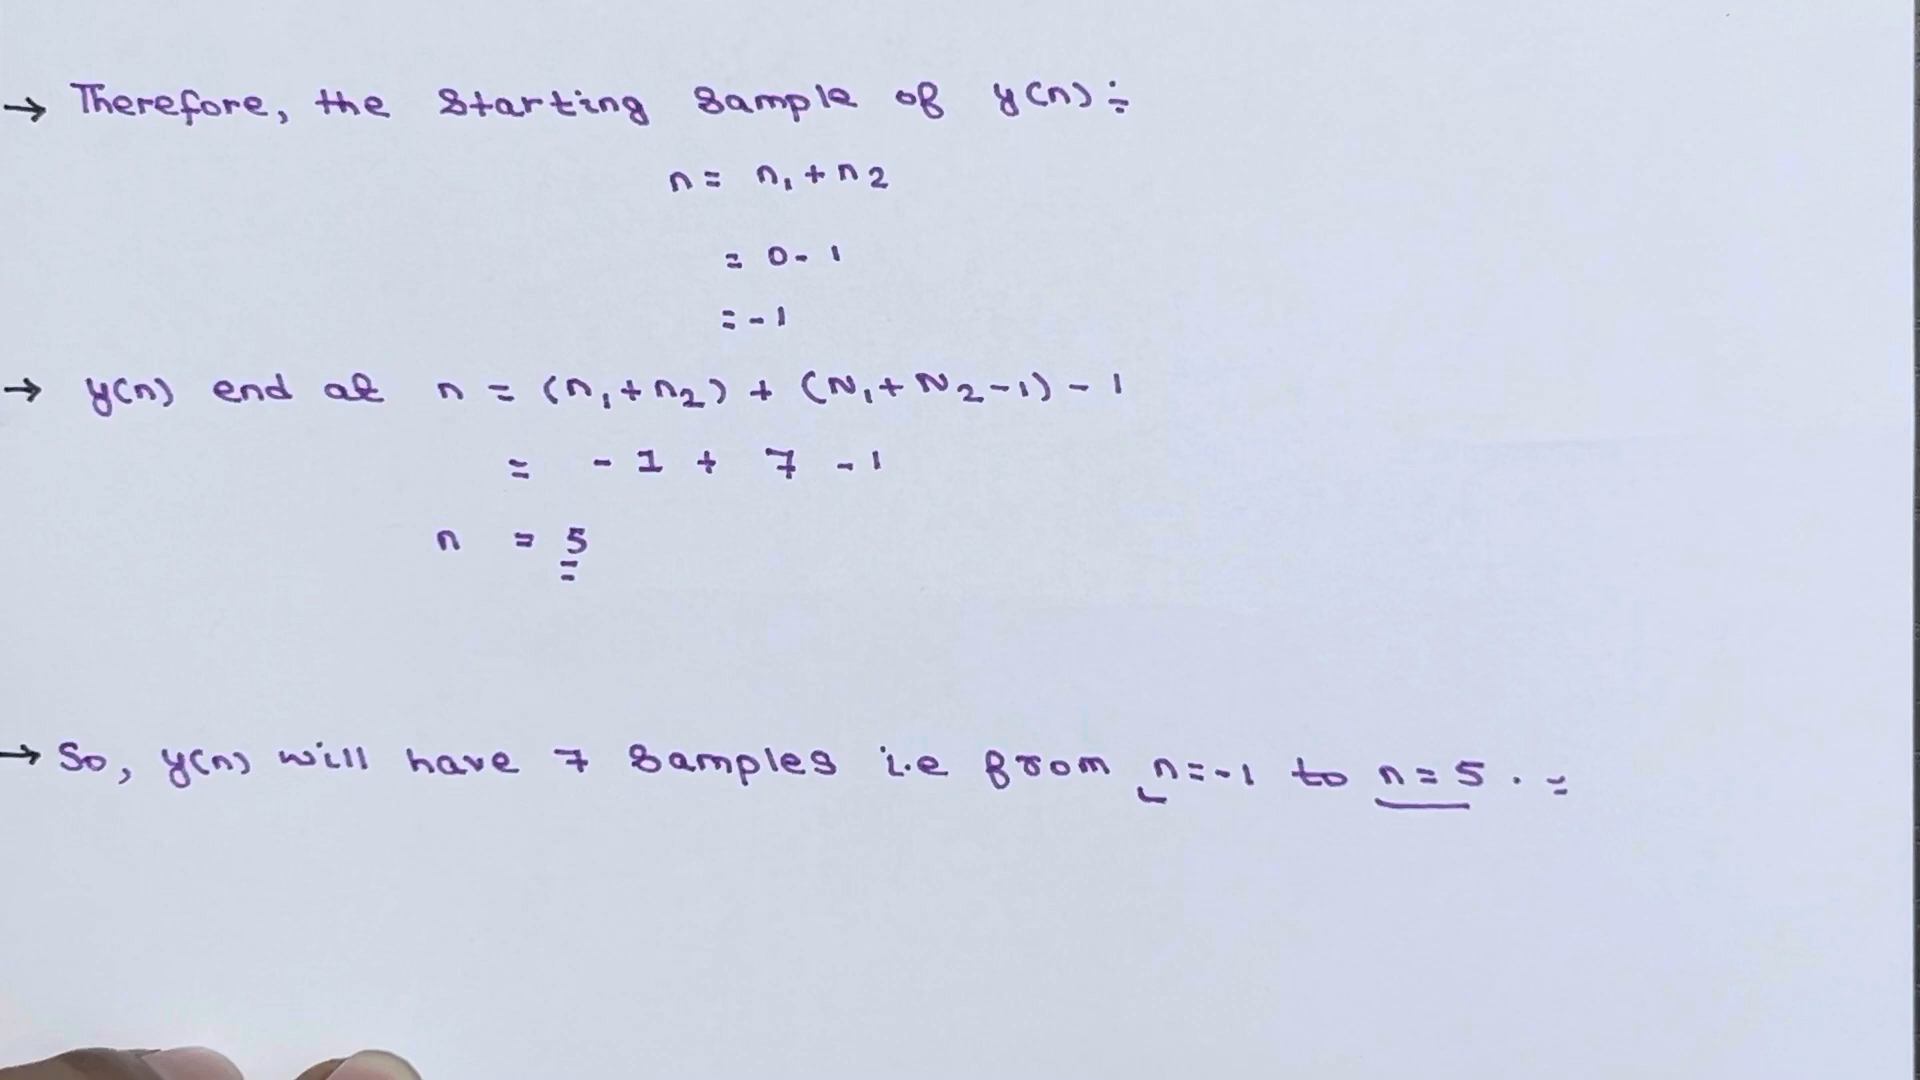 → Therefore, the starting sample of y(n):-
n = n₁ + n₂
= 0 - 1
= -1
→ y(n) end at n = (n₁ + n₂) + (N₁ + N₂ - 1) - 1
= - 1 + 7 - 1
n = 5
→ So, y(n) will have 7 samples i.e from n = -1 to n = 5 .